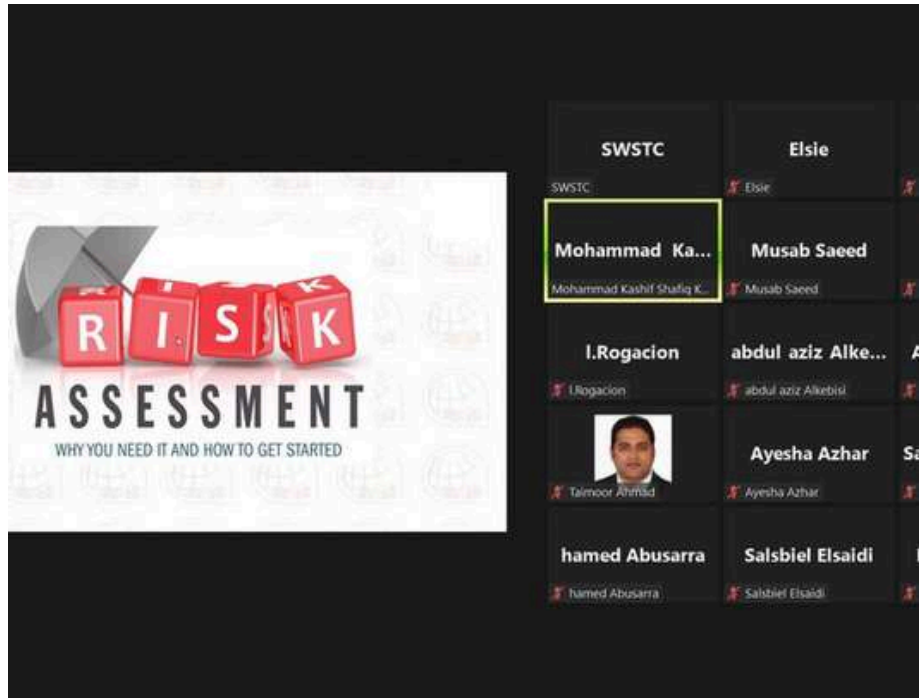 RISK
ASSESSMENT
WHY YOU NEED IT AND HOW TO GET STARTED
SWSTC
SWSTC
Elsie
Elsie
Mohammad Ka...
Mohammad Kashif Shafiq K...
Musab Saeed
Musab Saeed
I.Rogacion
I.Rogacion
abdul aziz Alke...
abdul aziz Alkebisi
Taimoor Ahmad
Ayesha Azhar
Ayesha Azhar
Sa
hamed Abusarra
hamed Abusarra
Salsbiel Elsaidi
Salsbiel Elsaidi